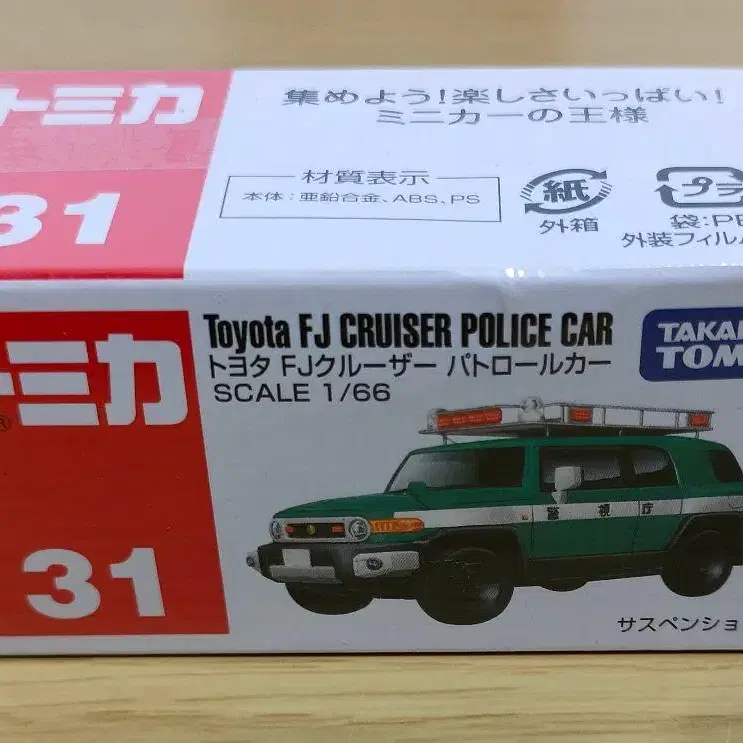 トミカ
集めよう!楽しさいっぱい!
ミニカーの王様
31
材質表示
本体:亜鉛合金、ABS、PS
紙
外箱
プラ
袋:PE
外装フィルム
トミカ
®
31
Toyota FJ CRUISER POLICE CAR
トヨタ FJクルーザー パトロールカー
SCALE 1/66
TAKARA
TOMY
警視庁
サスペンショ